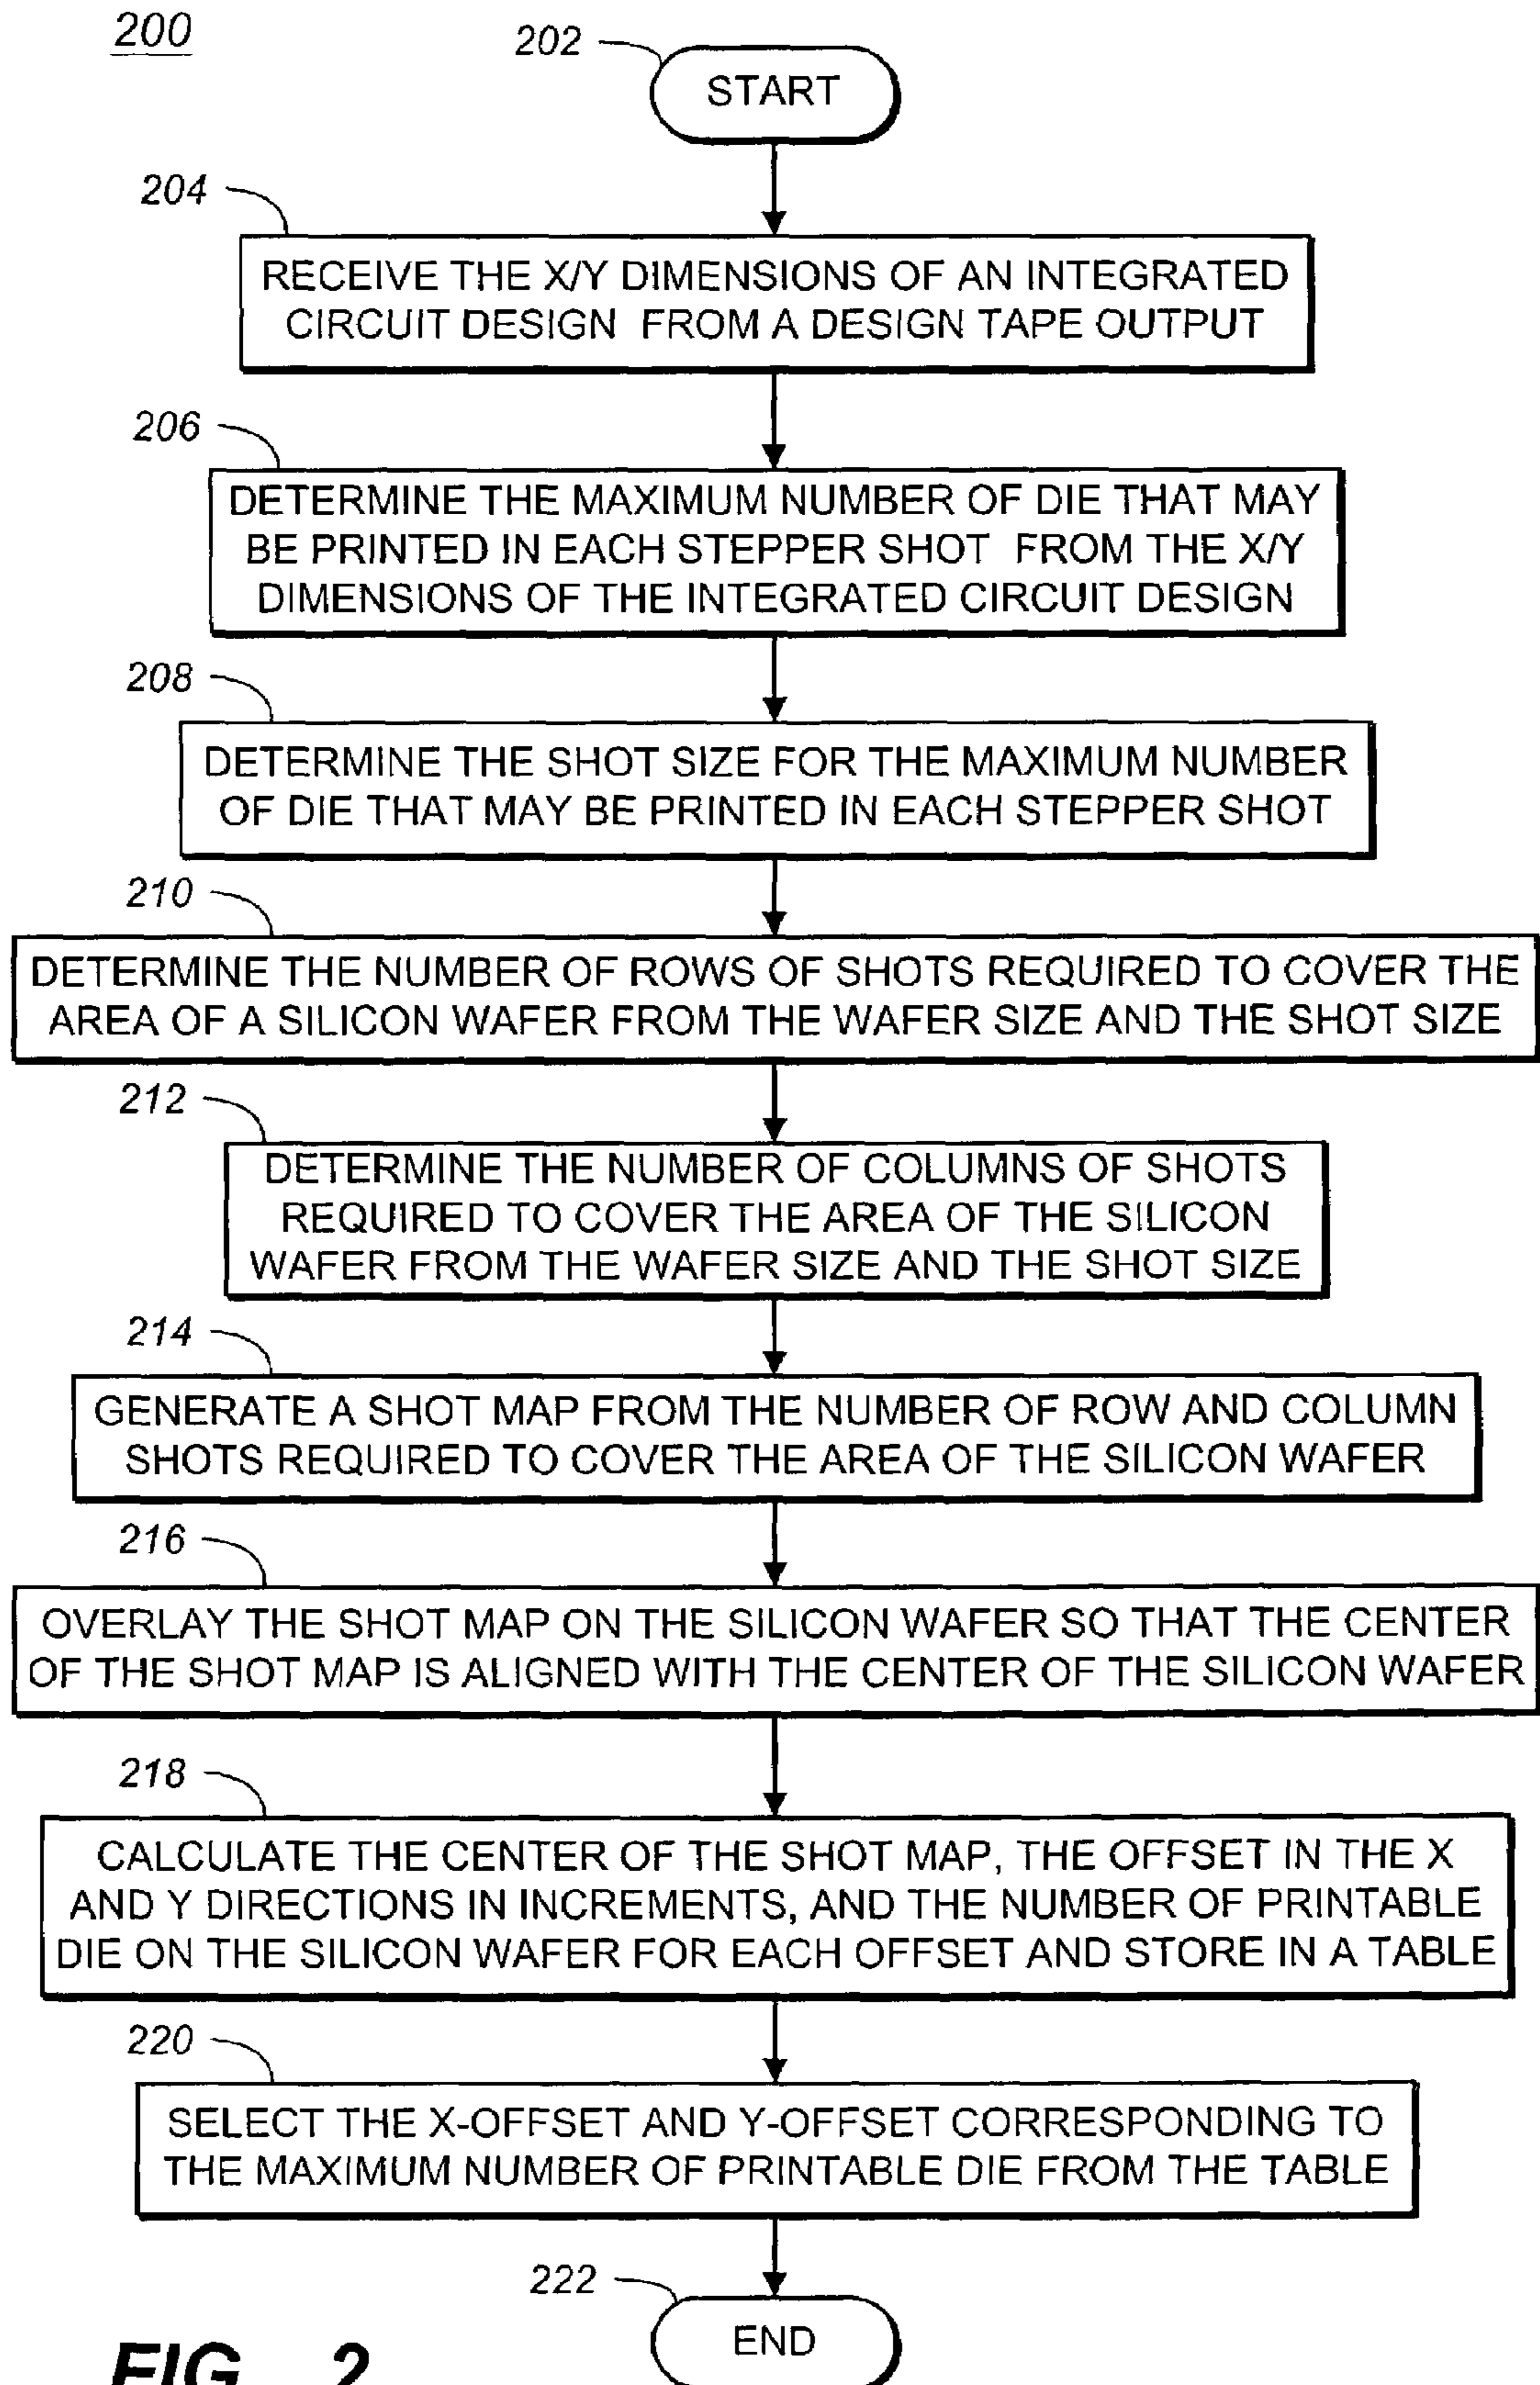 200
202
START
204
RECEIVE THE X/Y DIMENSIONS OF AN INTEGRATED
CIRCUIT DESIGN FROM A DESIGN TAPE OUTPUT
206
DETERMINE THE MAXIMUM NUMBER OF DIE THAT MAY
BE PRINTED IN EACH STEPPER SHOT FROM THE X/Y
DIMENSIONS OF THE INTEGRATED CIRCUIT DESIGN
208
DETERMINE THE SHOT SIZE FOR THE MAXIMUM NUMBER
OF DIE THAT MAY BE PRINTED IN EACH STEPPER SHOT
210
DETERMINE THE NUMBER OF ROWS OF SHOTS REQUIRED TO COVER THE
AREA OF A SILICON WAFER FROM THE WAFER SIZE AND THE SHOT SIZE
212
DETERMINE THE NUMBER OF COLUMNS OF SHOTS
REQUIRED TO COVER THE AREA OF THE SILICON
WAFER FROM THE WAFER SIZE AND THE SHOT SIZE
214
GENERATE A SHOT MAP FROM THE NUMBER OF ROW AND COLUMN
SHOTS REQUIRED TO COVER THE AREA OF THE SILICON WAFER
216
OVERLAY THE SHOT MAP ON THE SILICON WAFER SO THAT THE CENTER
OF THE SHOT MAP IS ALIGNED WITH THE CENTER OF THE SILICON WAFER
218
CALCULATE THE CENTER OF THE SHOT MAP, THE OFFSET IN THE X
AND Y DIRECTIONS IN INCREMENTS, AND THE NUMBER OF PRINTABLE
DIE ON THE SILICON WAFER FOR EACH OFFSET AND STORE IN A TABLE
220
SELECT THE X-OFFSET AND Y-OFFSET CORRESPONDING TO
THE MAXIMUM NUMBER OF PRINTABLE DIE FROM THE TABLE
222
END
FIG_2